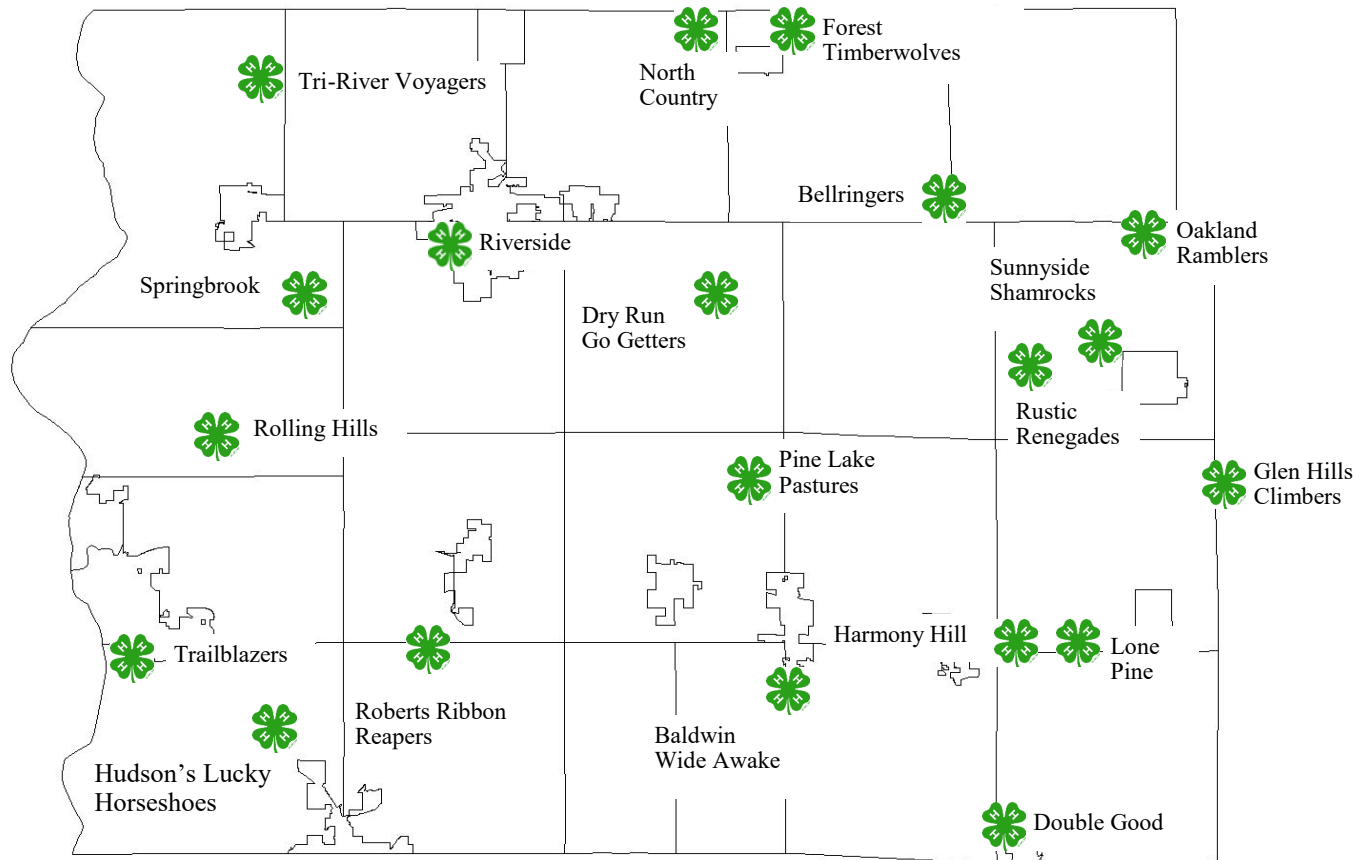 Forest
Timberwolves
Tri-River Voyagers
North
Country
Bellringers
Riverside
Oakland
Ramblers
Springbrook
Sunnyside
Shamrocks
Dry Run
Go Getters
Rustic
Renegades
Rolling Hills
Pine Lake
Pastures
Glen Hills
Climbers
Harmony Hill
Lone
Pine
Trailblazers
Roberts Ribbon
Reapers
Baldwin
Wide Awake
Hudson's Lucky
Horseshoes
Double Good